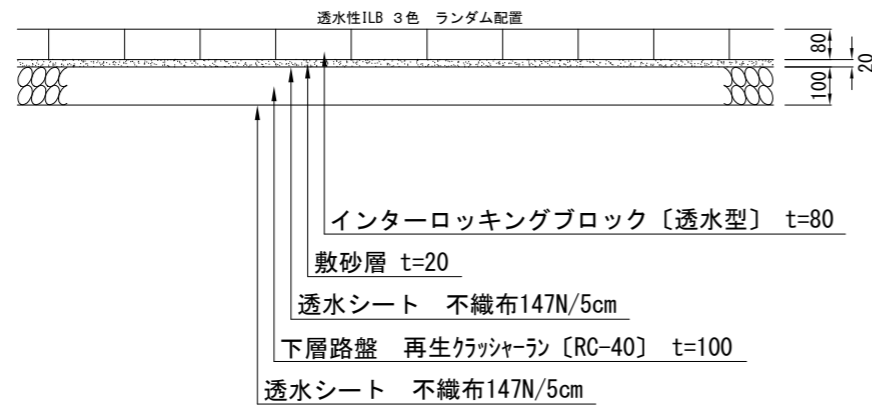 透水性ILB 3色 ランダム配置
80
20
100
インターロッキングブロック〔透水型〕 t=80
敷砂層 t=20
透水シート 不織布147N/5cm
下層路盤 再生クラッシャーラン〔RC-40〕 t=100
透水シート 不織布147N/5cm